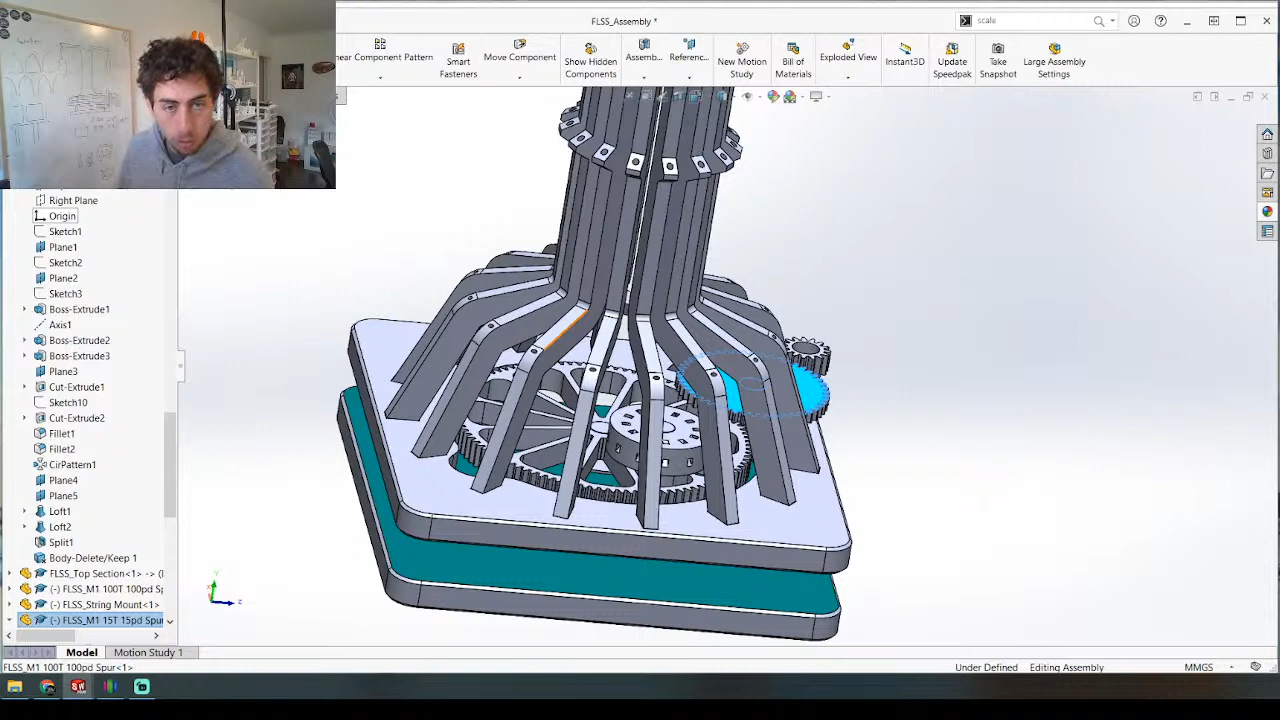 FLSS_Assembly *
scale
near Component Pattern
Smart Fasteners
Move Component
Show Hidden Components
Assemb...
Referenc...
New Motion Study
Bill of Materials
Exploded View
Instant3D
Update Speedpak
Take Snapshot
Large Assembly Settings
Right Plane
Origin
Sketch1
Plane1
Sketch2
Plane2
Sketch3
Boss-Extrude1
Axis1
Boss-Extrude2
Boss-Extrude3
Plane3
Cut-Extrude1
Sketch10
Cut-Extrude2
Fillet1
Fillet2
CirPattern1
Plane4
Plane5
Loft1
Loft2
Split1
Body-Delete/Keep 1
FLSS_Top Section<1> -> (
(-) FLSS_M1 100T 100pd Sp
(-) FLSS_String Mount<1>
(-) FLSS_M1 15T 15pd Spur
Y
Z
Model
Motion Study 1
FLSS_M1 100T 100pd Spur<1>
Under Defined
Editing Assembly
MMGS